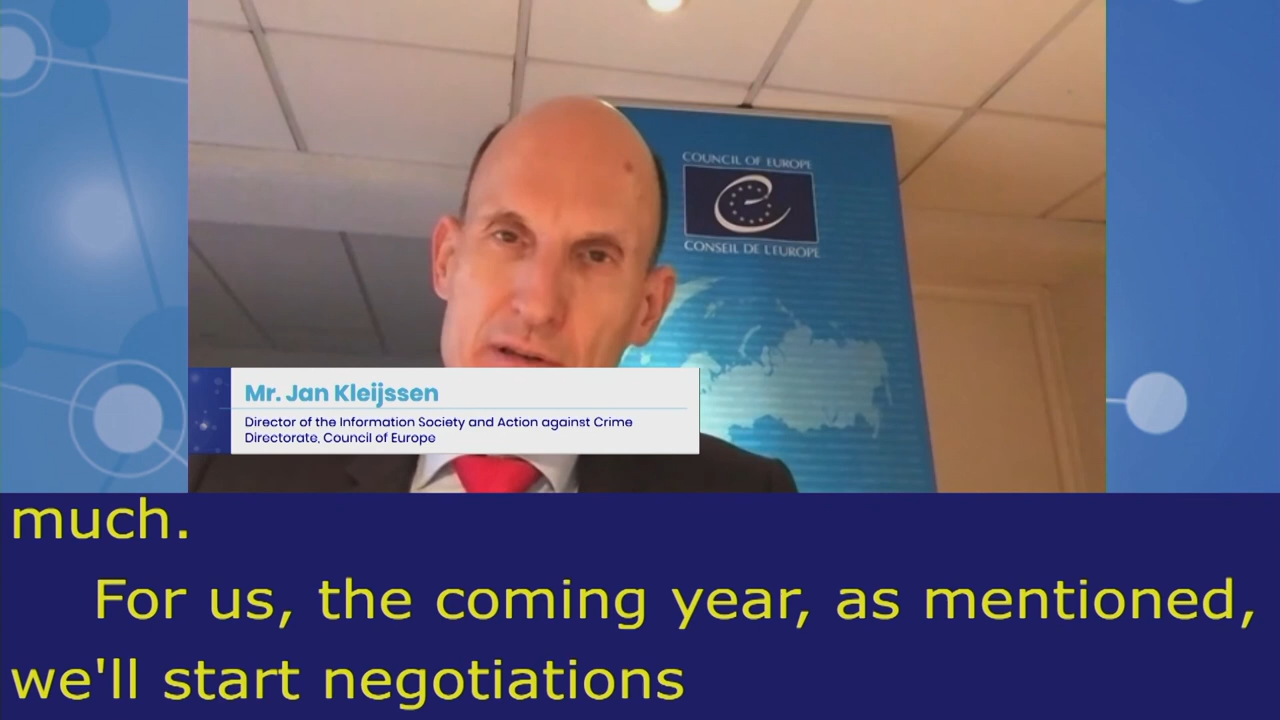 COUNCIL OF EUROPE
CONSEIL DE L'EUROPE
Mr. Jan Kleijssen
Director of the Information Society and Action against Crime
Directorate, Council of Europe
much.
For us, the coming year, as mentioned,
we'll start negotiations